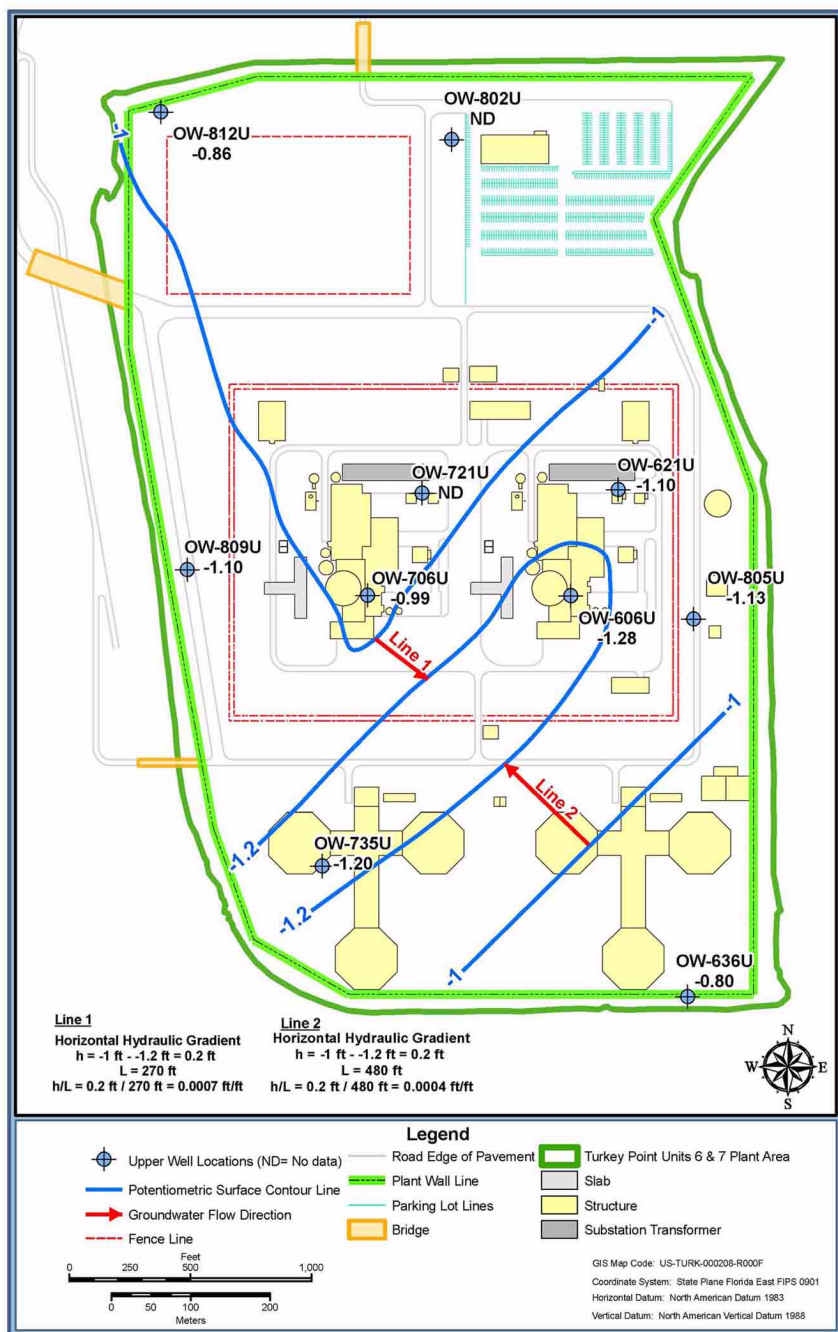 OW-802U
ND
-1
OW-812U
-0.86
-1
OW-721U
ND
OW-621U
-1.10
OW-809U
-1.10
OW-706U
-0.99
OW-805U
-1.13
OW-606U
-1.28
Line 1
-1
Line 2
-1.2
OW-735U
-1.20
-1.2
-1
OW-636U
-0.80
Line 1
Horizontal Hydraulic Gradient
h = -1 ft - -1.2 ft = 0.2 ft
L = 270 ft
h/L = 0.2 ft / 270 ft = 0.0007 ft/ft
Line 2
Horizontal Hydraulic Gradient
h = -1 ft - -1.2 ft = 0.2 ft
L = 480 ft
h/L = 0.2 ft / 480 ft = 0.0004 ft/ft
N
W E
S
Legend
Upper Well Locations (ND= No data)
Potentiometric Surface Contour Line
Groundwater Flow Direction
Fence Line
Road Edge of Pavement
Plant Wall Line
Parking Lot Lines
Bridge
Turkey Point Units 6 & 7 Plant Area
Slab
Structure
Substation Transformer
Feet
0 250 500 1,000
0 50 100 200
Meters
GIS Map Code: US-TURK-000208-R000F
Coordinate System: State Plane Florida East FIPS 0901
Horizontal Datum: North American Datum 1983
Vertical Datum: North American Vertical Datum 1988